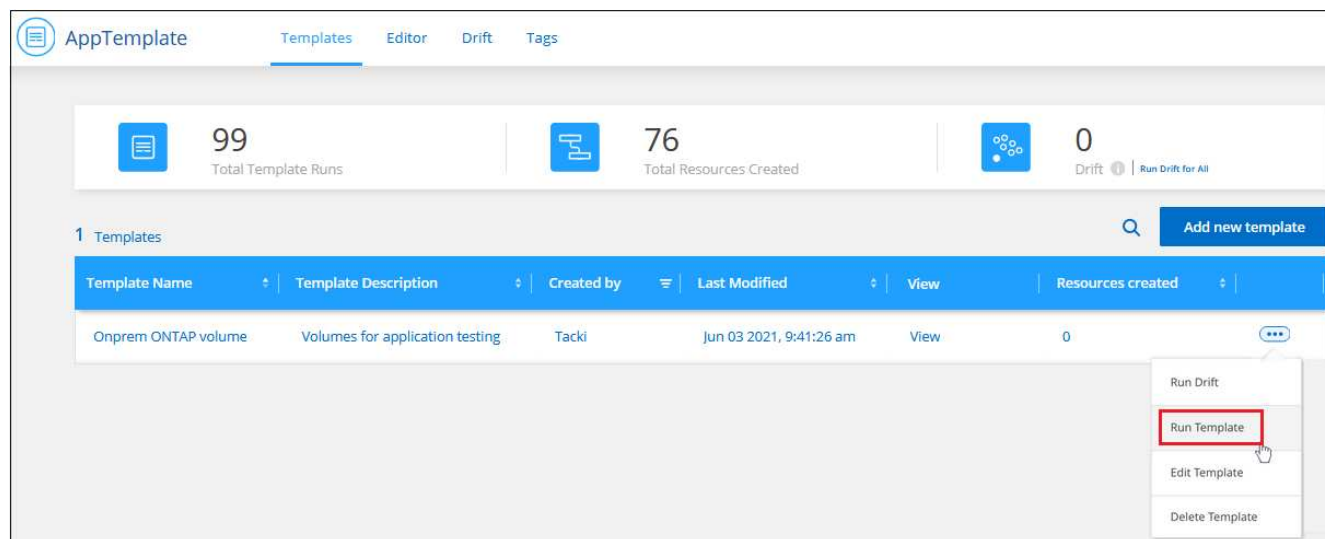 AppTemplate Templates Editor Drift Tags
99 76 0
Total Template Runs Total Resources Created Drift Run Drift for All
1 Templates Add new template
Template Name Template Description Created by Last Modified View Resources created
Onprem ONTAP volume Volumes for application testing Tacki Jun 03 2021, 9:41:26 am View 0
Run Drift
Run Template
Edit Template
Delete Template